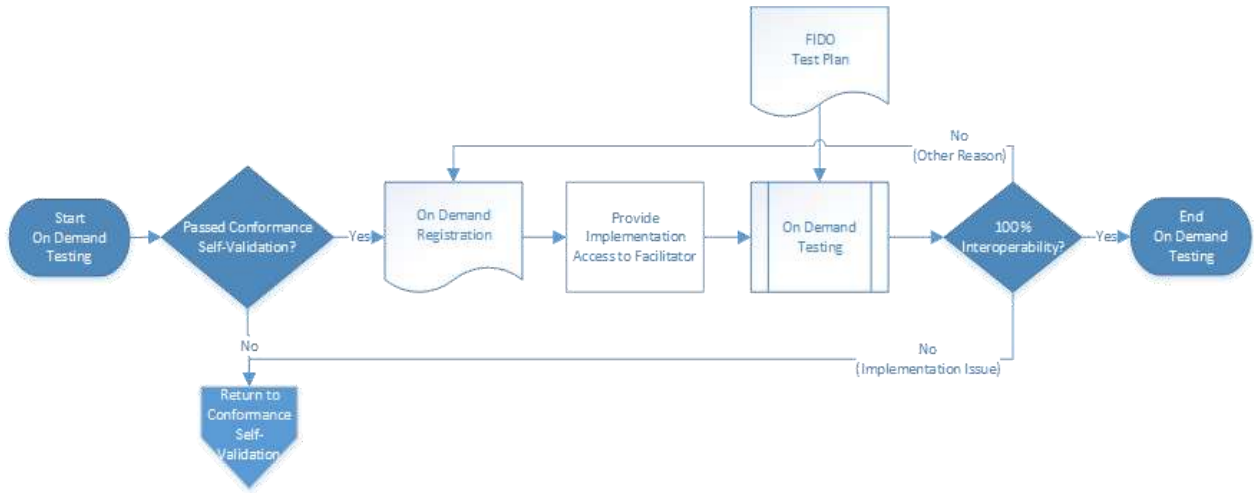 FIDO
Test Plan
No
(Other Reason)
Start
On Demand
Testing
Passed Conformance
Self-Validation?
Yes
On Demand
Registration
Provide
Implementation
Access to Facilitator
On Demand
Testing
100%
Interoperability?
Yes
End
On Demand
Testing
No
No
(Implementation Issue)
Return to
Conformance
Self-
Validation